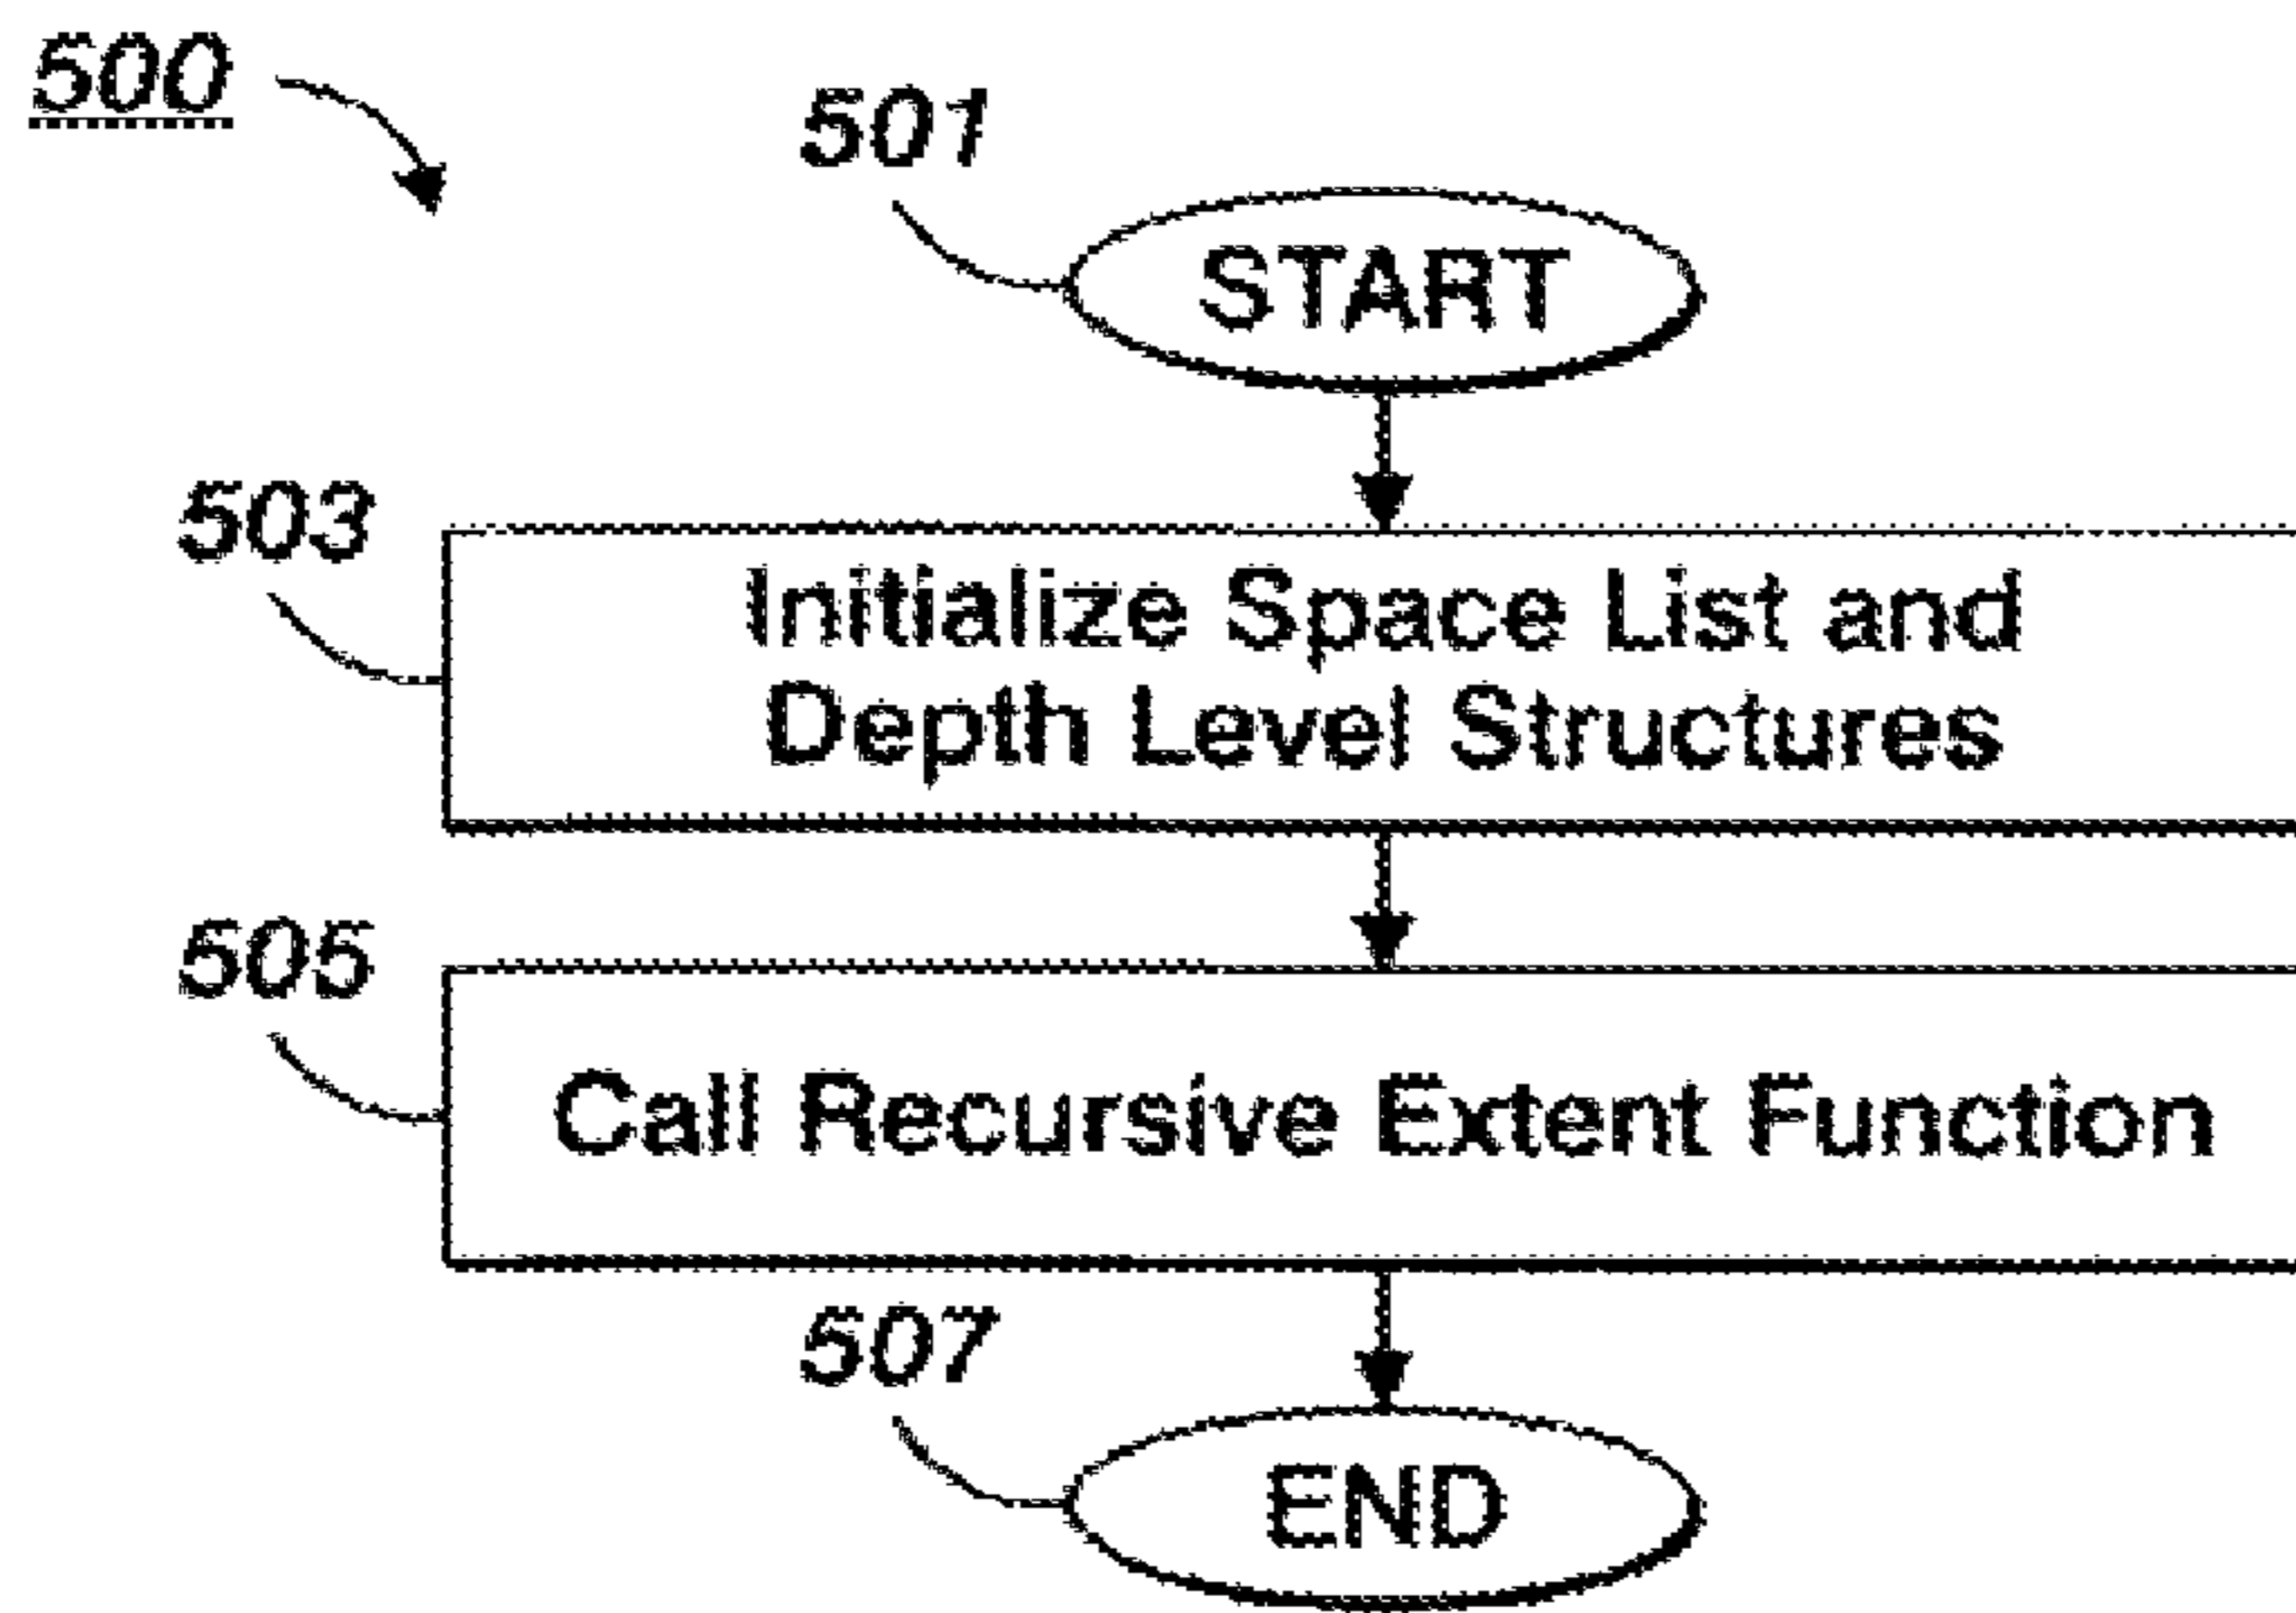 500
501
START
503
Initialize Space List and
Depth Level Structures
505
Call Recursive Extent Function
507
END